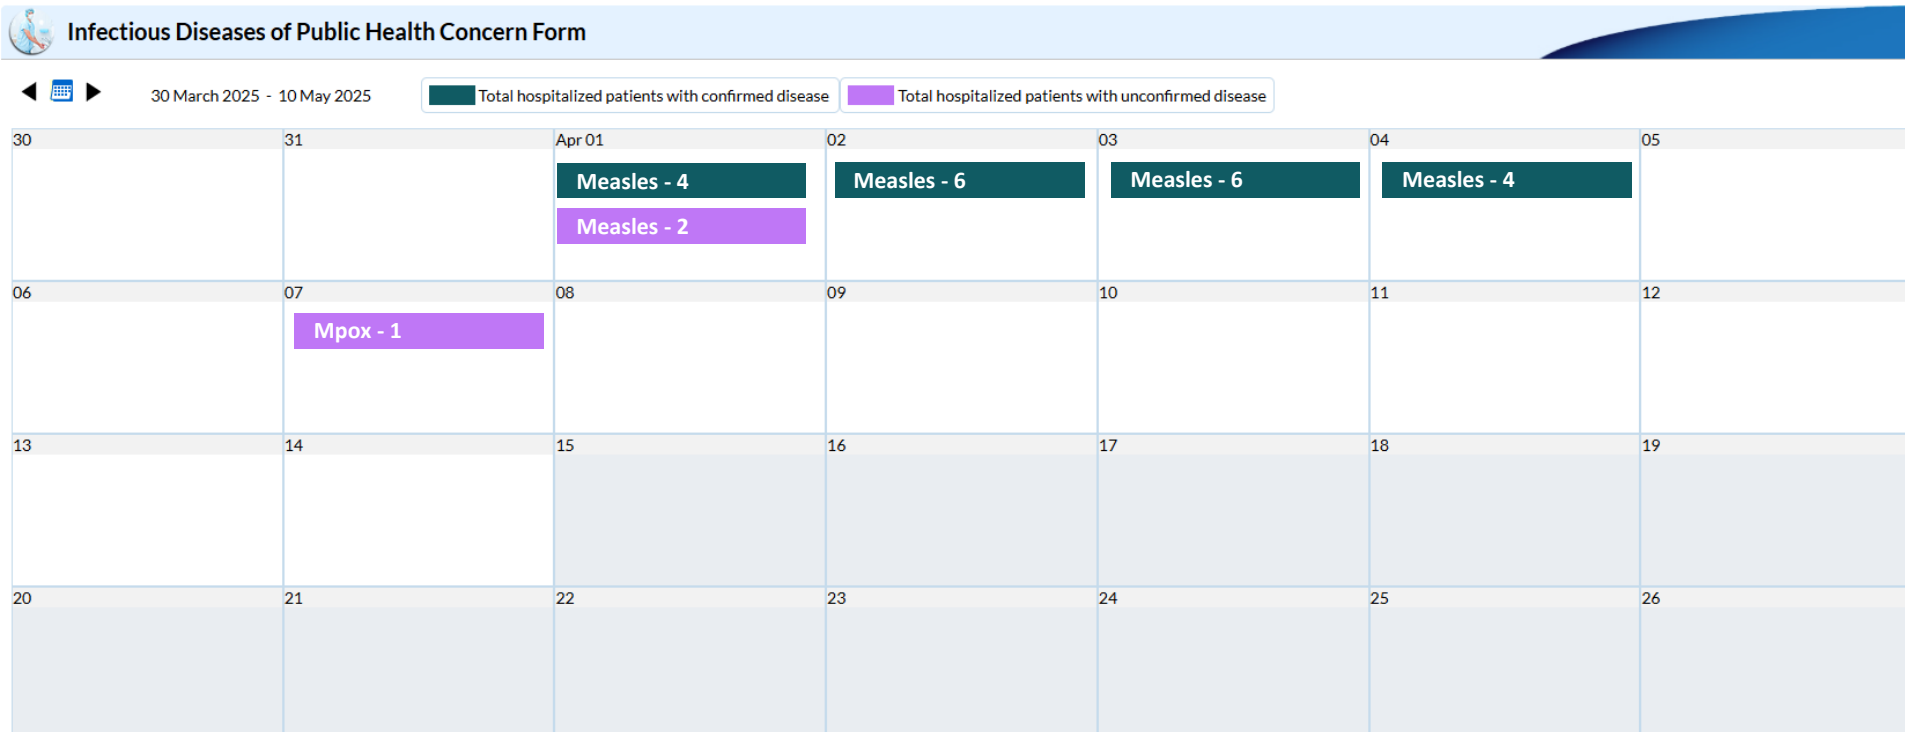 Infectious Diseases of Public Health Concern Form
30 March 2025 - 10 May 2025
Total hospitalized patients with confirmed disease
Total hospitalized patients with unconfirmed disease
30 31 Apr 01 02 03 04 05
Measles - 4 Measles - 6 Measles - 6 Measles - 4
Measles - 2
06 07 08 09 10 11 12
Mpox - 1
13 14 15 16 17 18 19
20 21 22 23 24 25 26